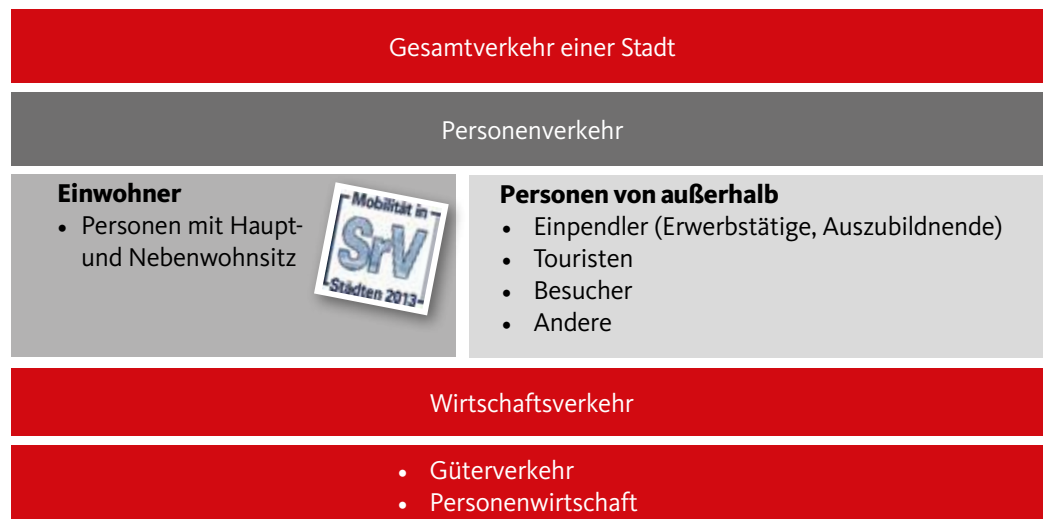 Gesamtverkehr einer Stadt
Personenverkehr
Einwohner
• Personen mit Haupt-
und Nebenwohnsitz
Mobilität in
SrV
Städten 2013
Personen von außerhalb
• Einpendler (Erwerbstätige, Auszubildnende)
• Touristen
• Besucher
• Andere
Wirtschaftsverkehr
• Güterverkehr
• Personenwirtschaft